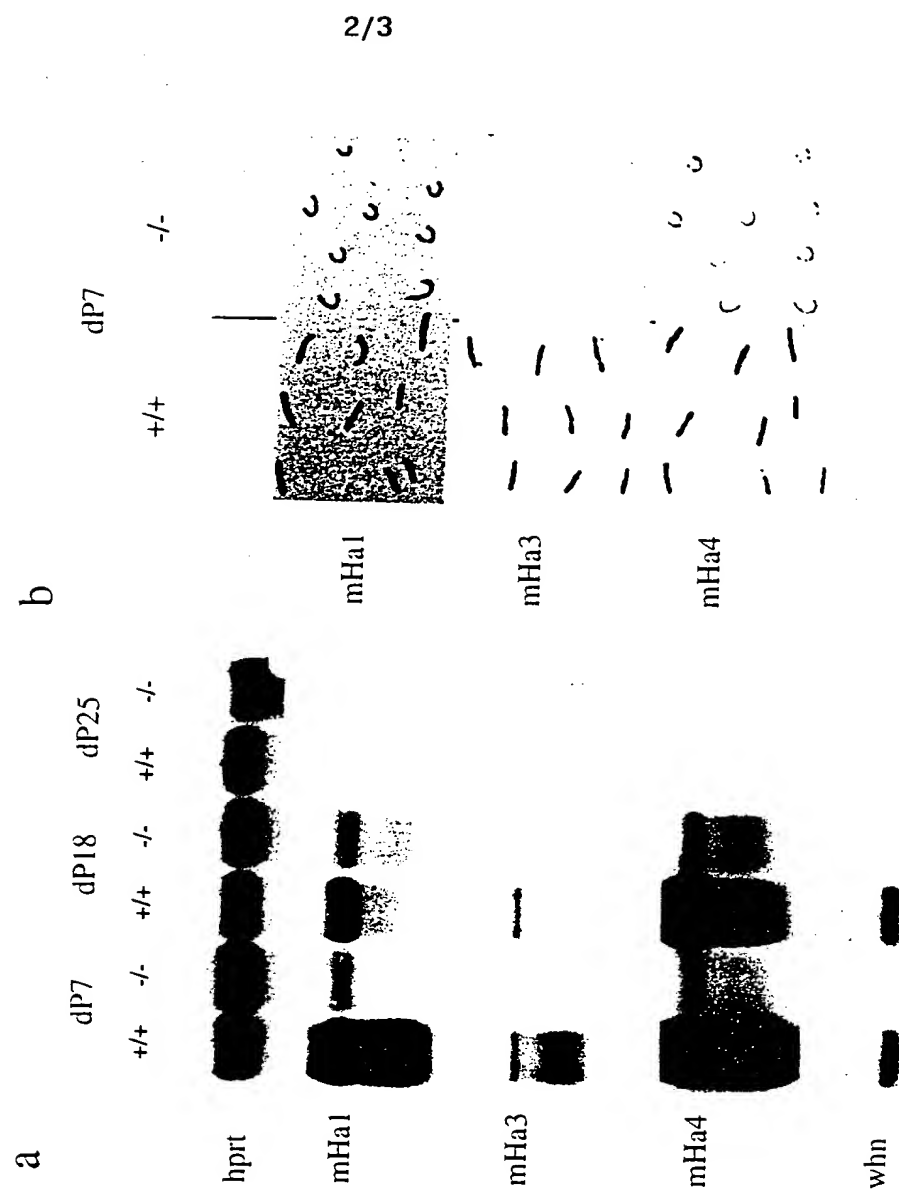 2/3
a
dP7 dP18 dP25
+/+ -/- +/+ -/- +/+ -/-
hprt
mHa1
mHa3
mHa4
whn
b
dP7
+/+ -/-
mHa1
mHa3
mHa4